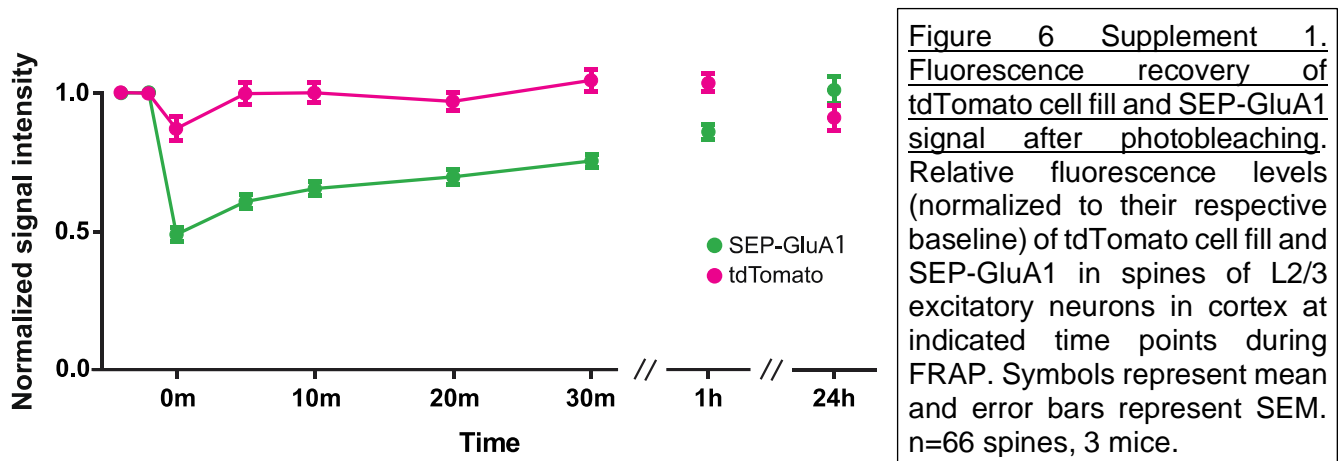 Normalized signal intensity
1.0
0.5
0.0
SEP-GluA1
tdTomato
0m
10m
20m
30m
//
1h
//
24h
Time
Figure 6 Supplement 1.
Fluorescence recovery of
tdTomato cell fill and SEP-GluA1
signal after photobleaching.
Relative fluorescence levels
(normalized to their respective
baseline) of tdTomato cell fill and
SEP-GluA1 in spines of L2/3
excitatory neurons in cortex at
indicated time points during
FRAP. Symbols represent mean
and error bars represent SEM.
n=66 spines, 3 mice.